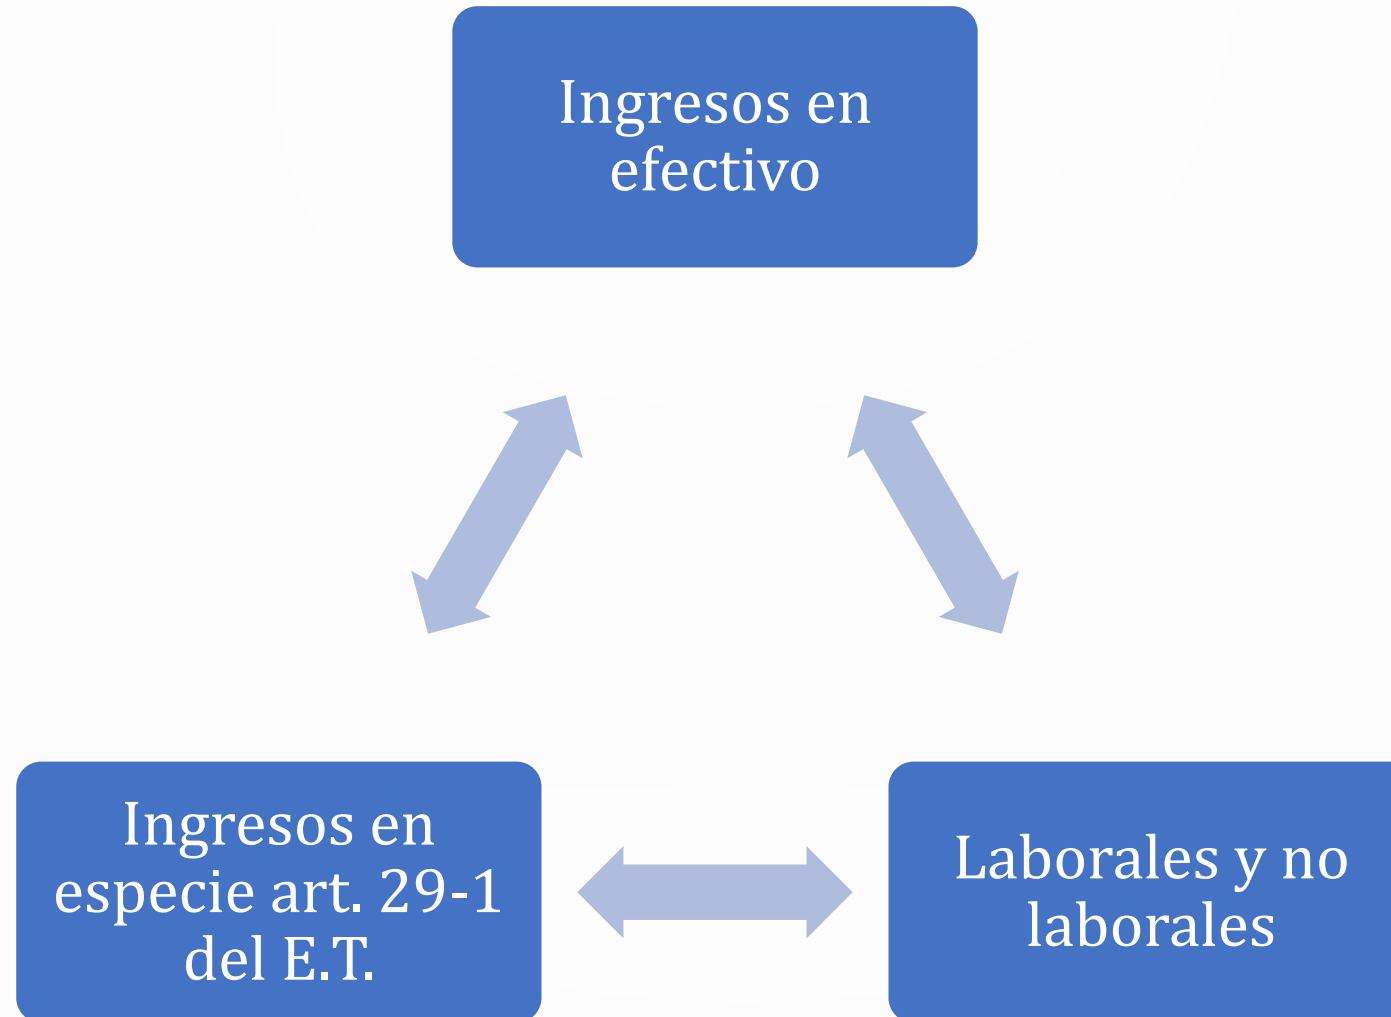 Ingresos en
efectivo
Ingresos en
especie art. 29-1
del E.T.
Laborales y no
laborales